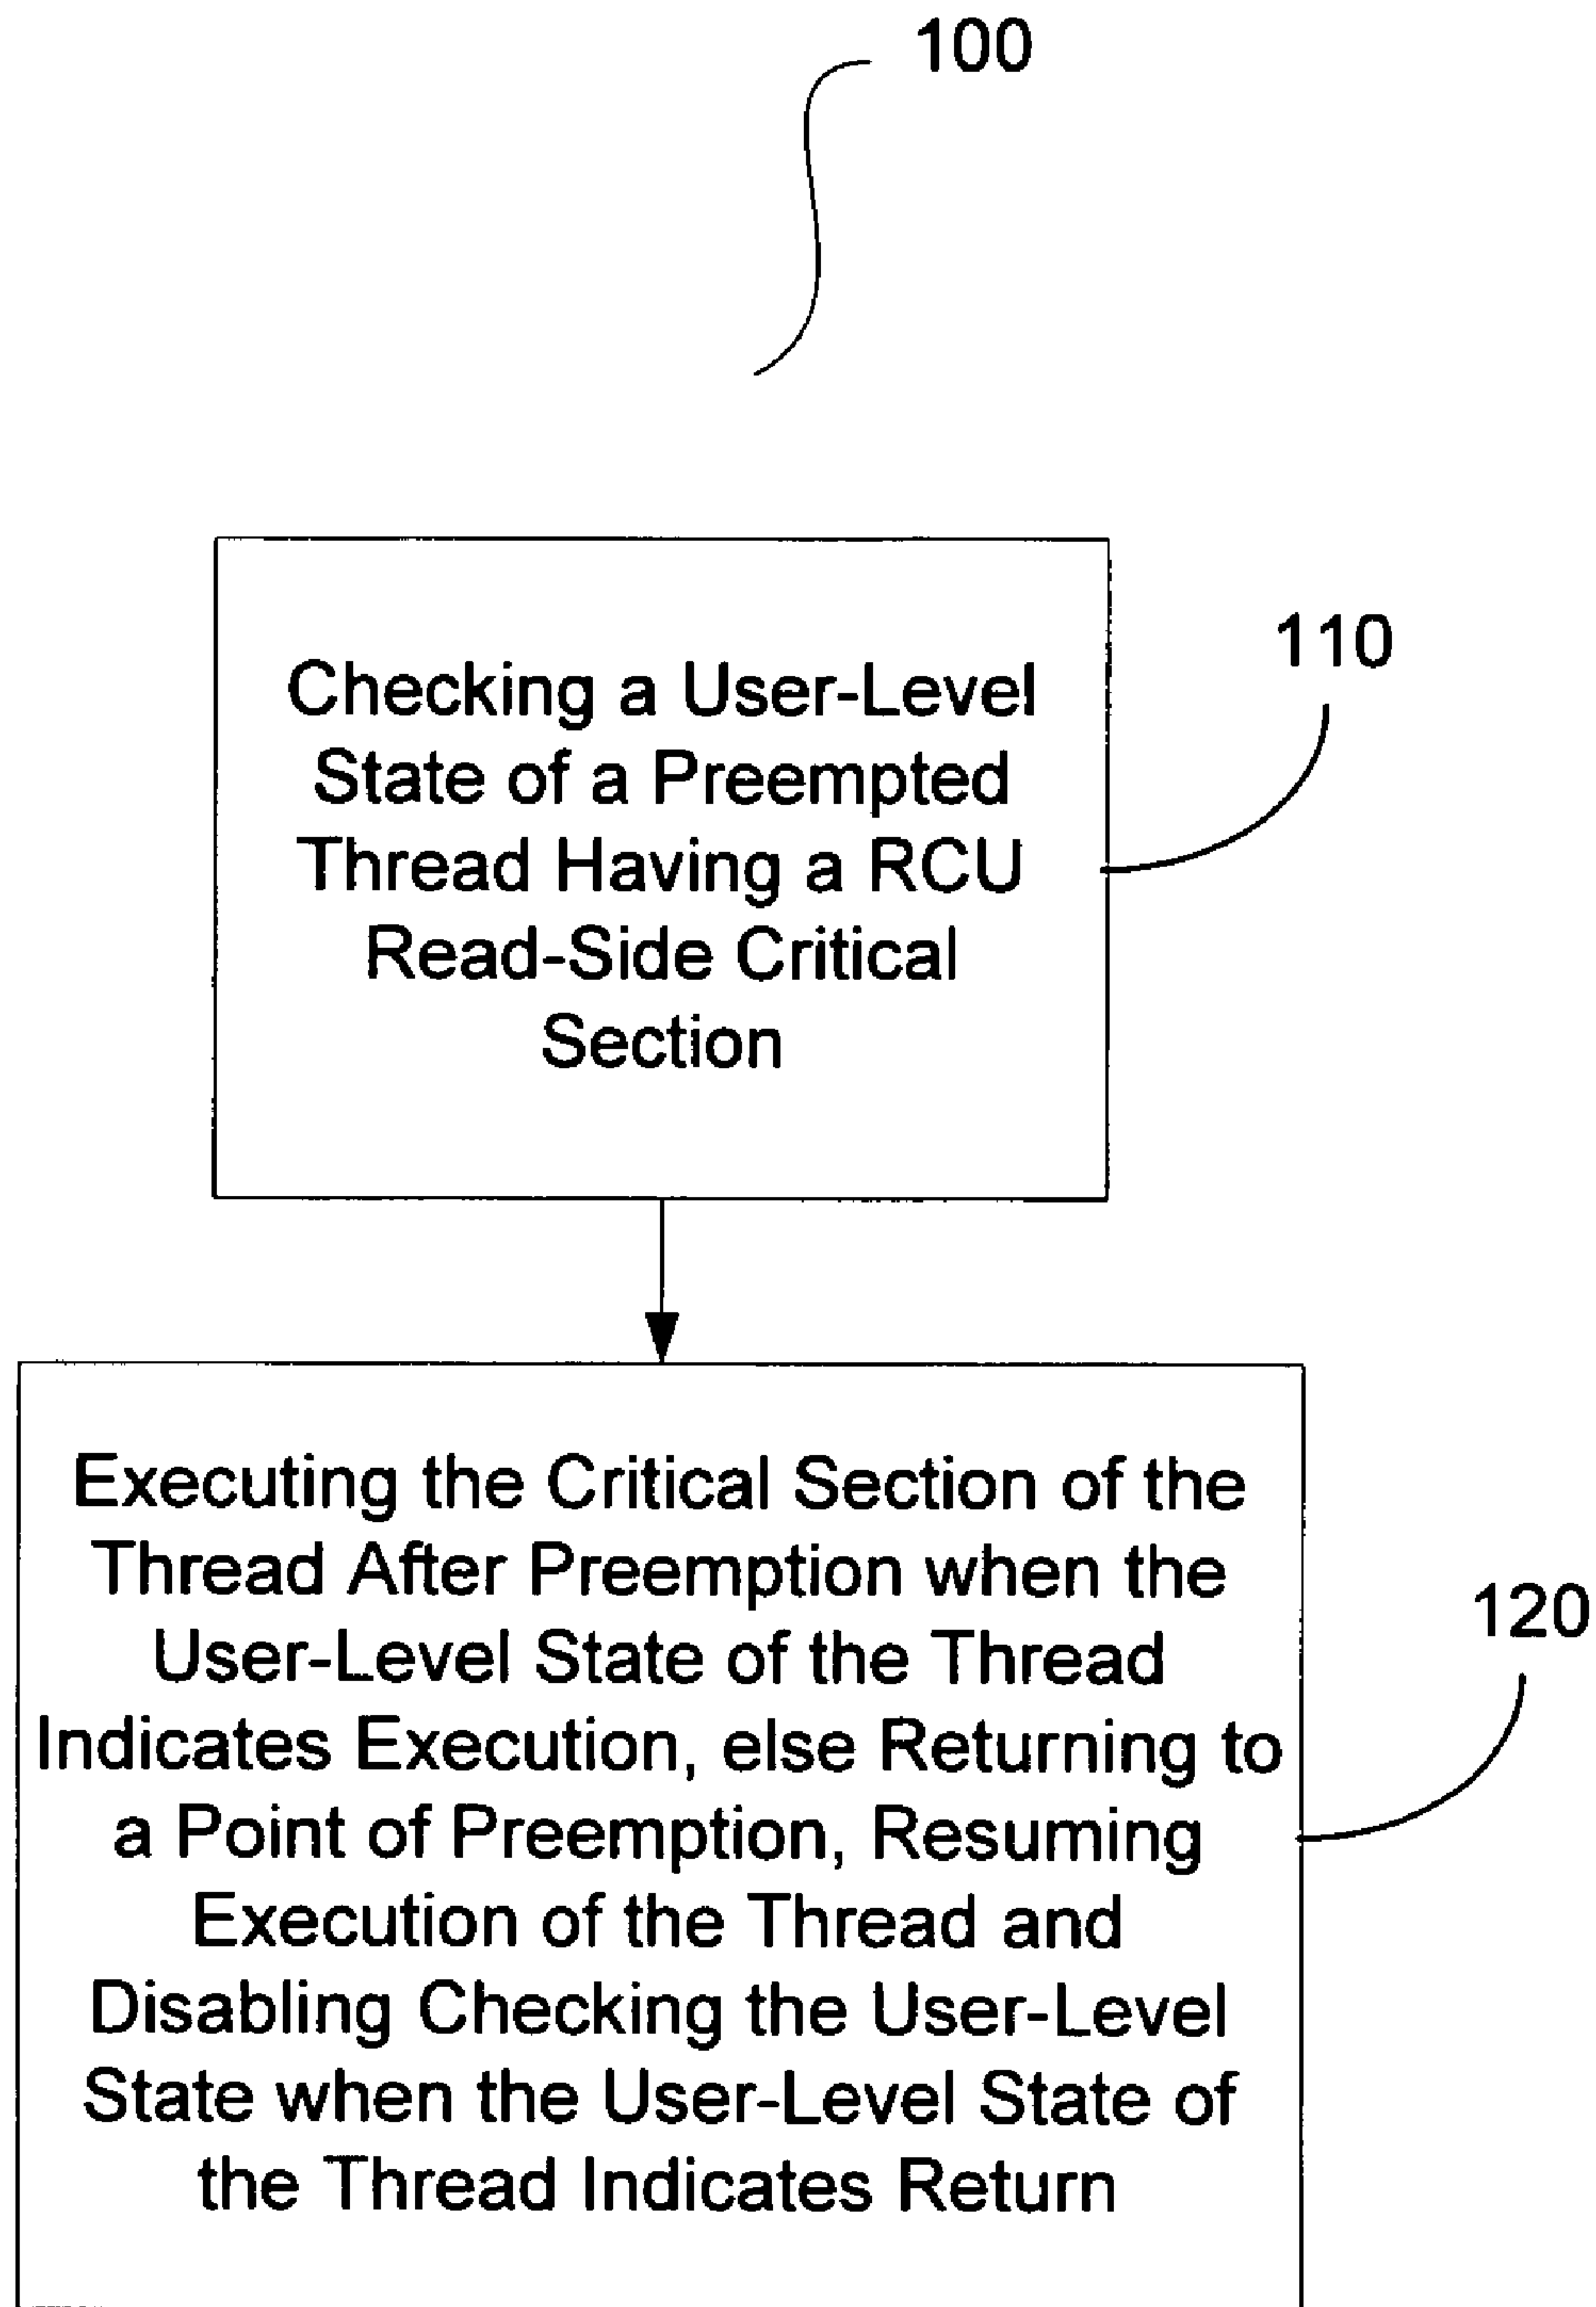 100
Checking a User-Level
State of a Preempted
Thread Having a RCU
Read-Side Critical
Section
110
Executing the Critical Section of the
Thread After Preemption when the
User-Level State of the Thread
Indicates Execution, else Returning to
a Point of Preemption, Resuming
Execution of the Thread and
Disabling Checking the User-Level
State when the User-Level State of
the Thread Indicates Return
120